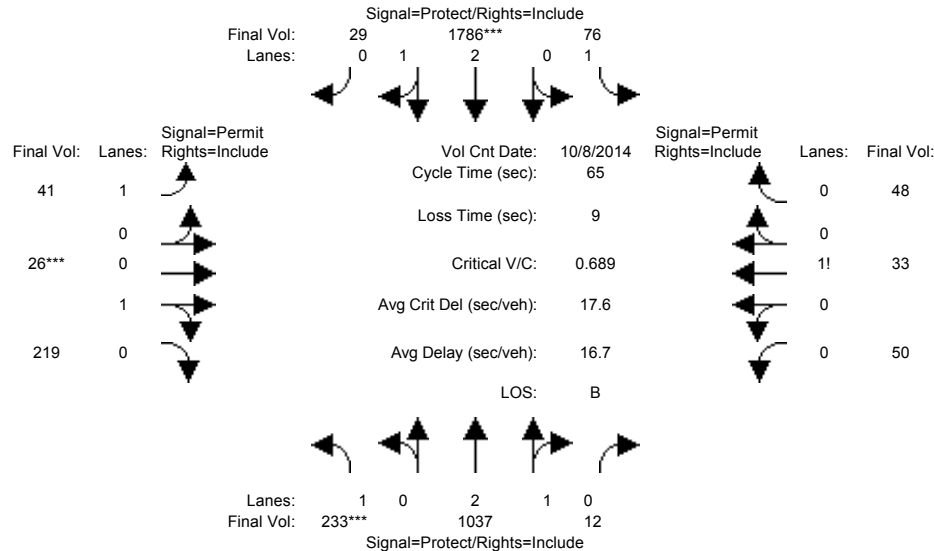 Signal=Protect/Rights=Include
Final Vol: 29 1786*** 76
Lanes: 0 1 2 0 1
Signal=Permit Signal=Permit
Final Vol: Lanes: Rights=Include Vol Cnt Date: 10/8/2014 Rights=Include Lanes: Final Vol:
Cycle Time (sec): 65
41 1 0 48
Loss Time (sec): 9
0 0
26*** 0 Critical V/C: 0.689 1! 33
1 Avg Crit Del (sec/veh): 17.6 0
219 0 Avg Delay (sec/veh): 16.7 0 50
LOS: B
Lanes: 1 0 2 1 0
Final Vol: 233*** 1037 12
Signal=Protect/Rights=Include